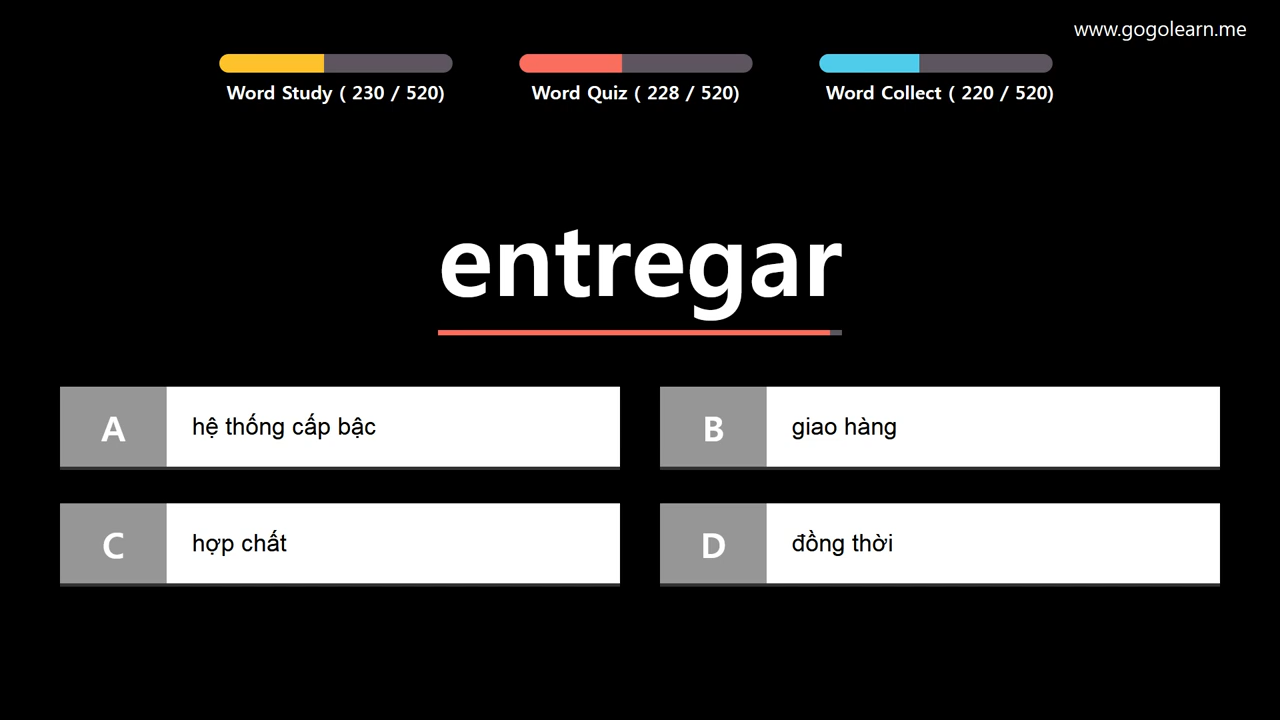 www.gogolearn.me
Word Study ( 230 / 520)
Word Quiz ( 228 / 520)
Word Collect ( 220 / 520)
entregar
A hệ thống cấp bậc
B giao hàng
C hợp chất
D đồng thời